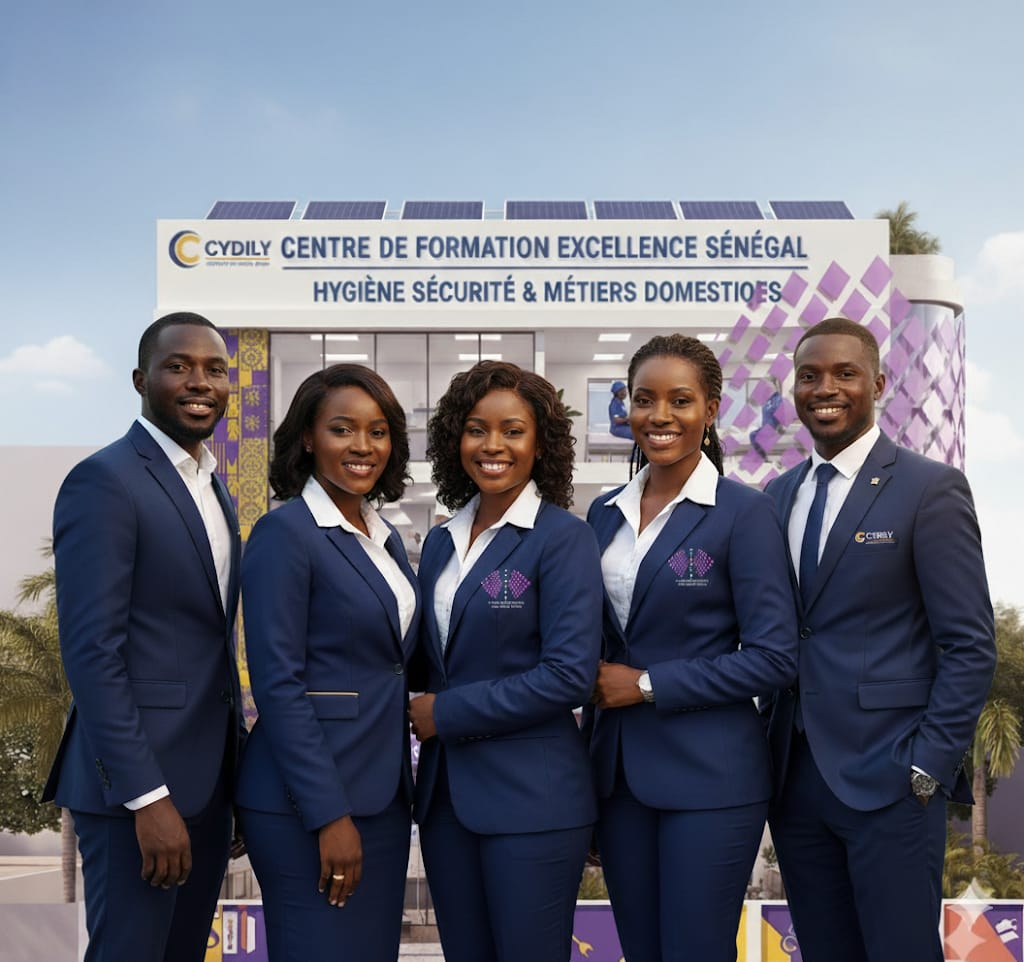 CYDILY
CENTRE DE FORMATION EXCELLENCE SÉNÉGAL
HYGIÈNE SÉCURITÉ & MÉTIERS DOMESTIQES